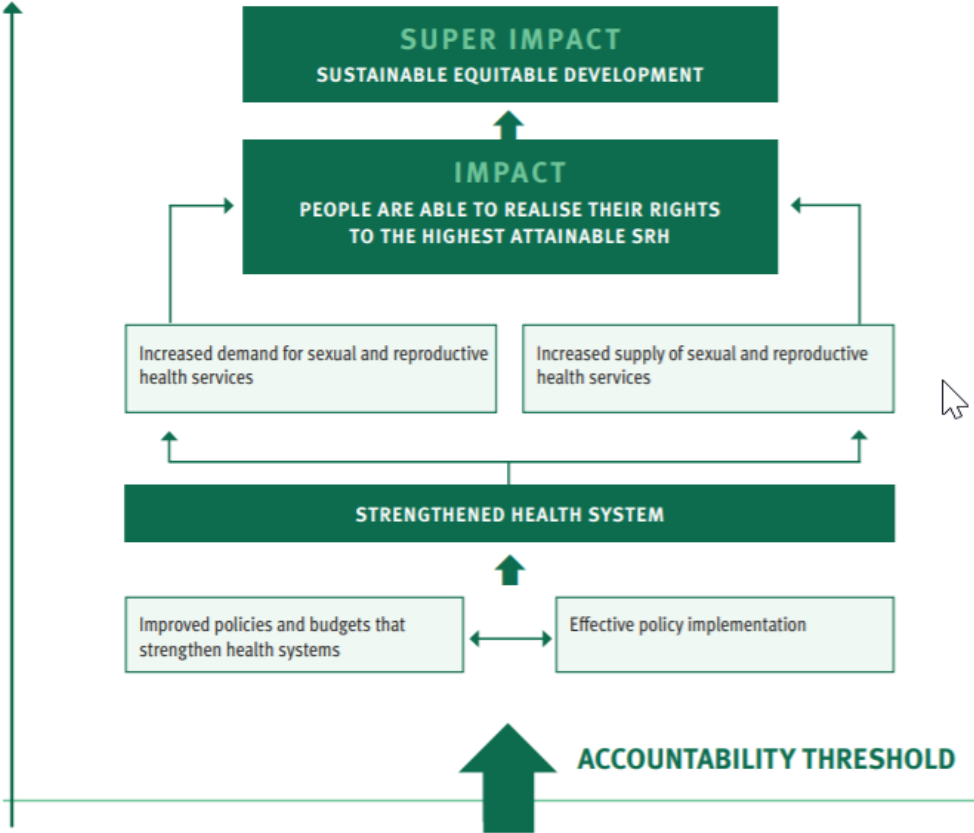 SUPER IMPACT
SUSTAINABLE EQUITABLE DEVELOPMENT
IMPACT
PEOPLE ARE ABLE TO REALISE THEIR RIGHTS
TO THE HIGHEST ATTAINABLE SRH
Increased demand for sexual and reproductive
health services
Increased supply of sexual and reproductive
health services
STRENGTHENED HEALTH SYSTEM
Improved policies and budgets that
strengthen health systems
Effective policy implementation
ACCOUNTABILITY THRESHOLD